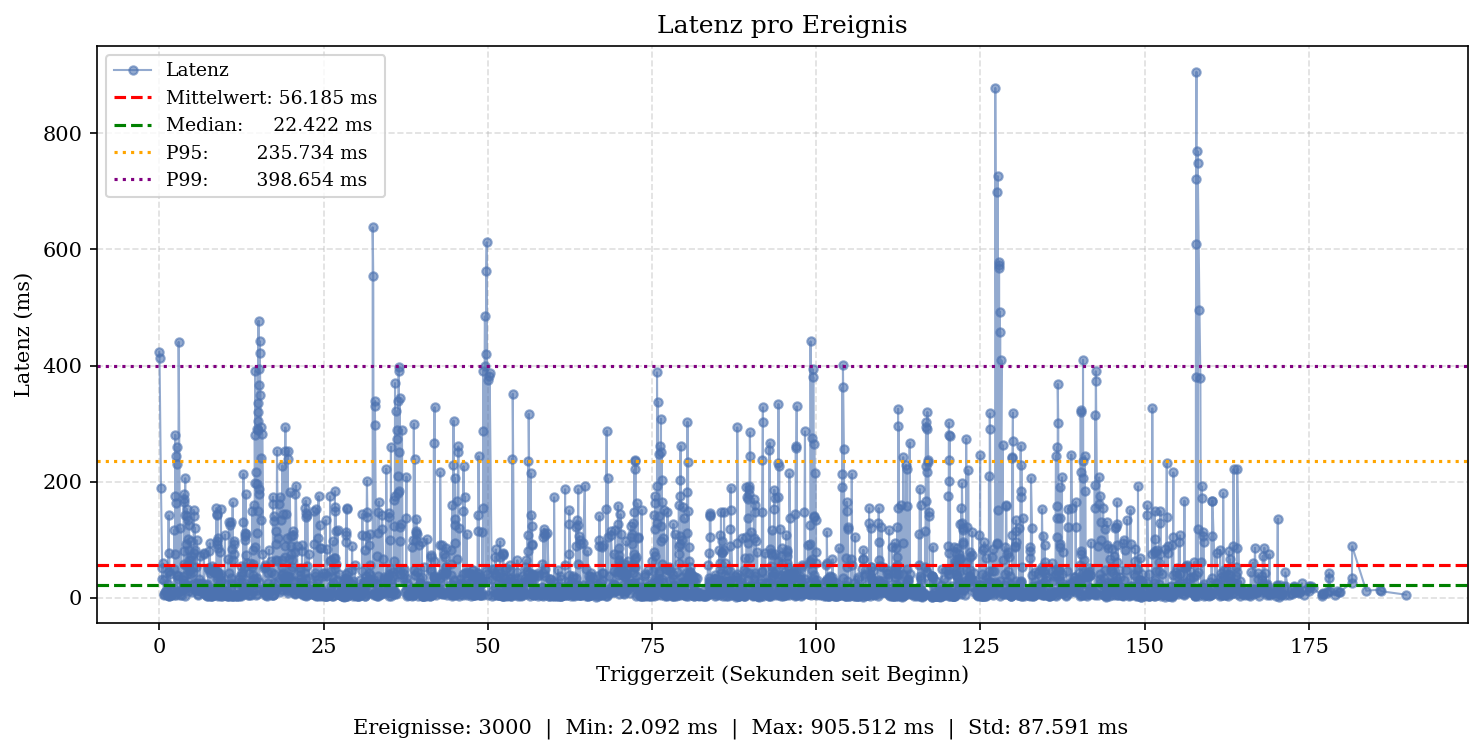 Latenz pro Ereignis
Latenz
Mittelwert: 56.185 ms
Median: 22.422 ms
P95: 235.734 ms
P99: 398.654 ms
Latenz (ms)
800
600
400
200
0
0 25 50 75 100 125 150 175
Triggerzeit (Sekunden seit Beginn)
Ereignisse: 3000 | Min: 2.092 ms | Max: 905.512 ms | Std: 87.591 ms